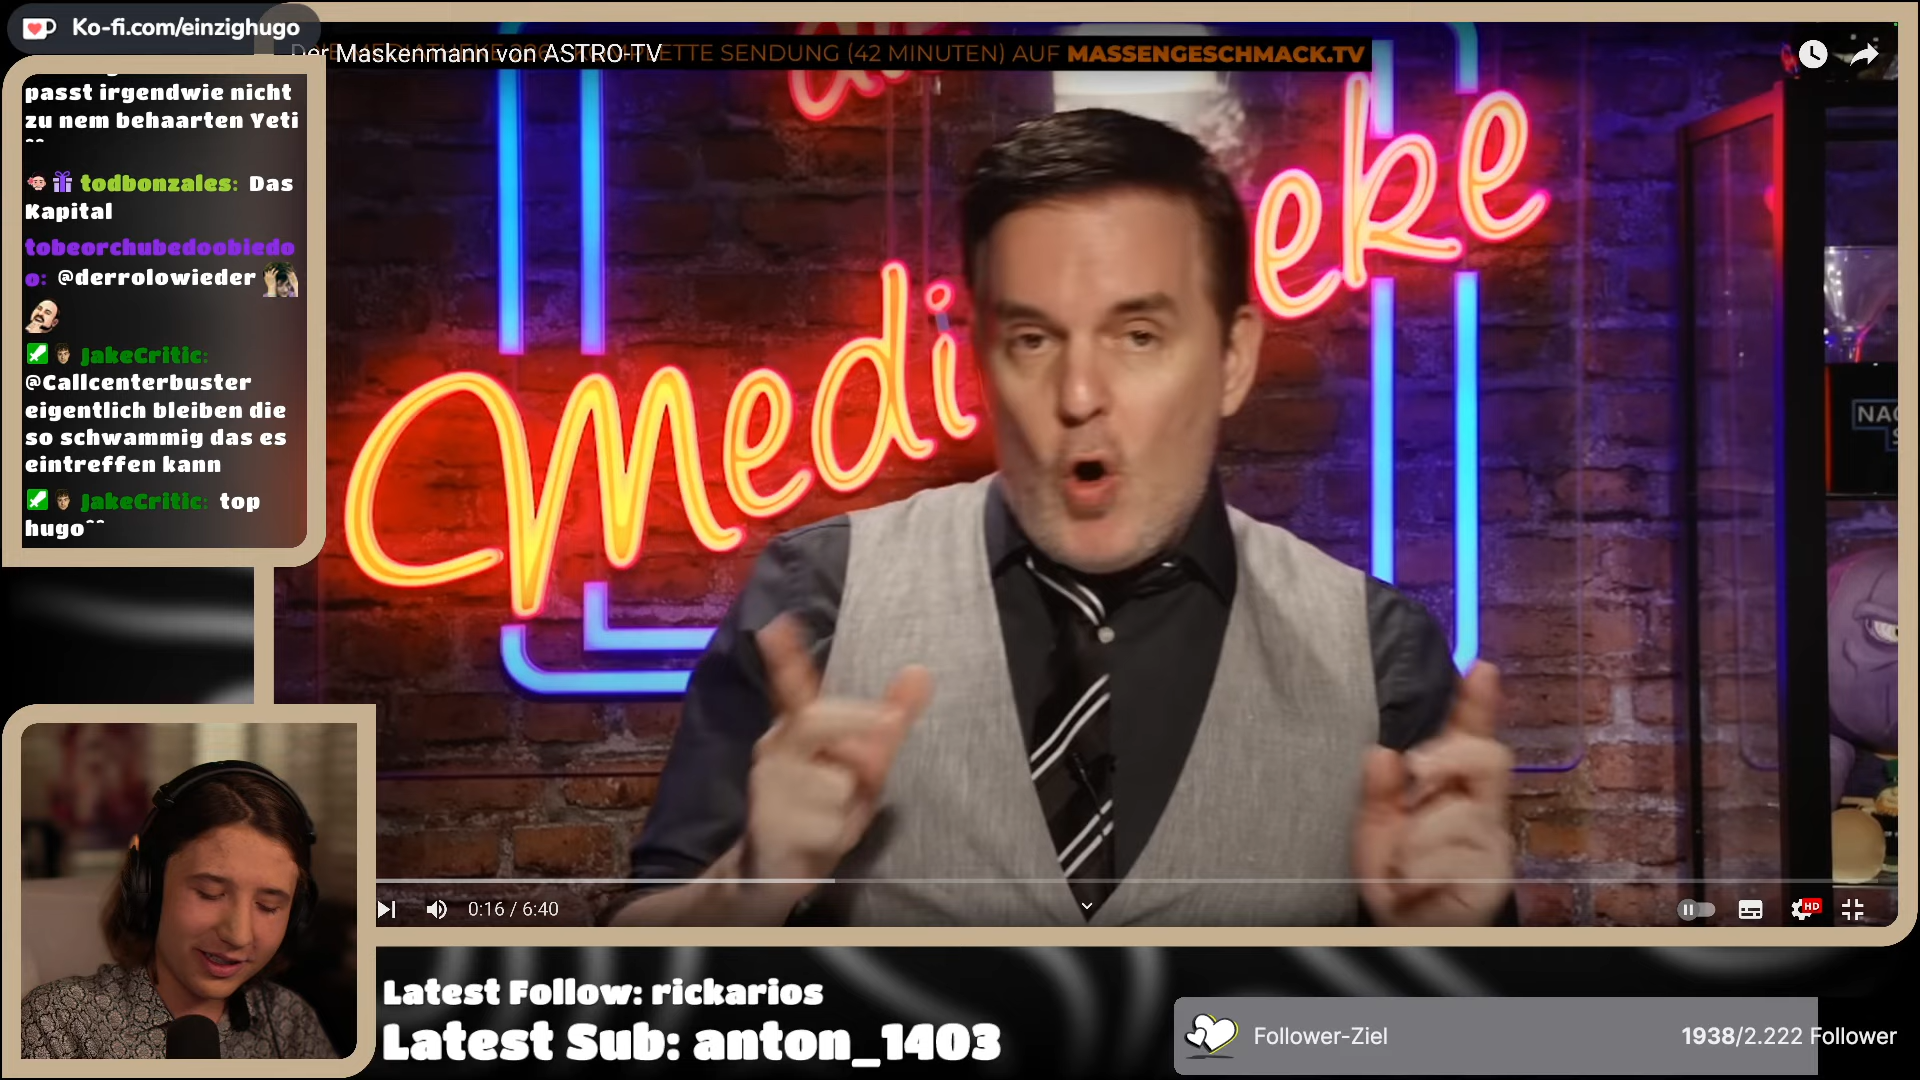 Ko-fi.com/einzighugo
Der Maskenmann von ASTRO-TV
SENDUNG (42 MINUTEN) AUF MASSENGESCHMACK.TV
passt irgendwie nicht
zu nem behaarten Yeti
^^
todbonzales: Das
Kapital
tobeorchubedoobiedo
o: @derrolowieder
JakeCritic:
@Callcenterbuster
eigentlich bleiben die
so schwammig das es
eintreffen kann
JakeCritic: top
hugo^^
Medi
eke
NAC
S
0:16 / 6:40
HD
Latest Follow: rickarios
Latest Sub: anton_1403
Follower-Ziel
1938/2.222 Follower